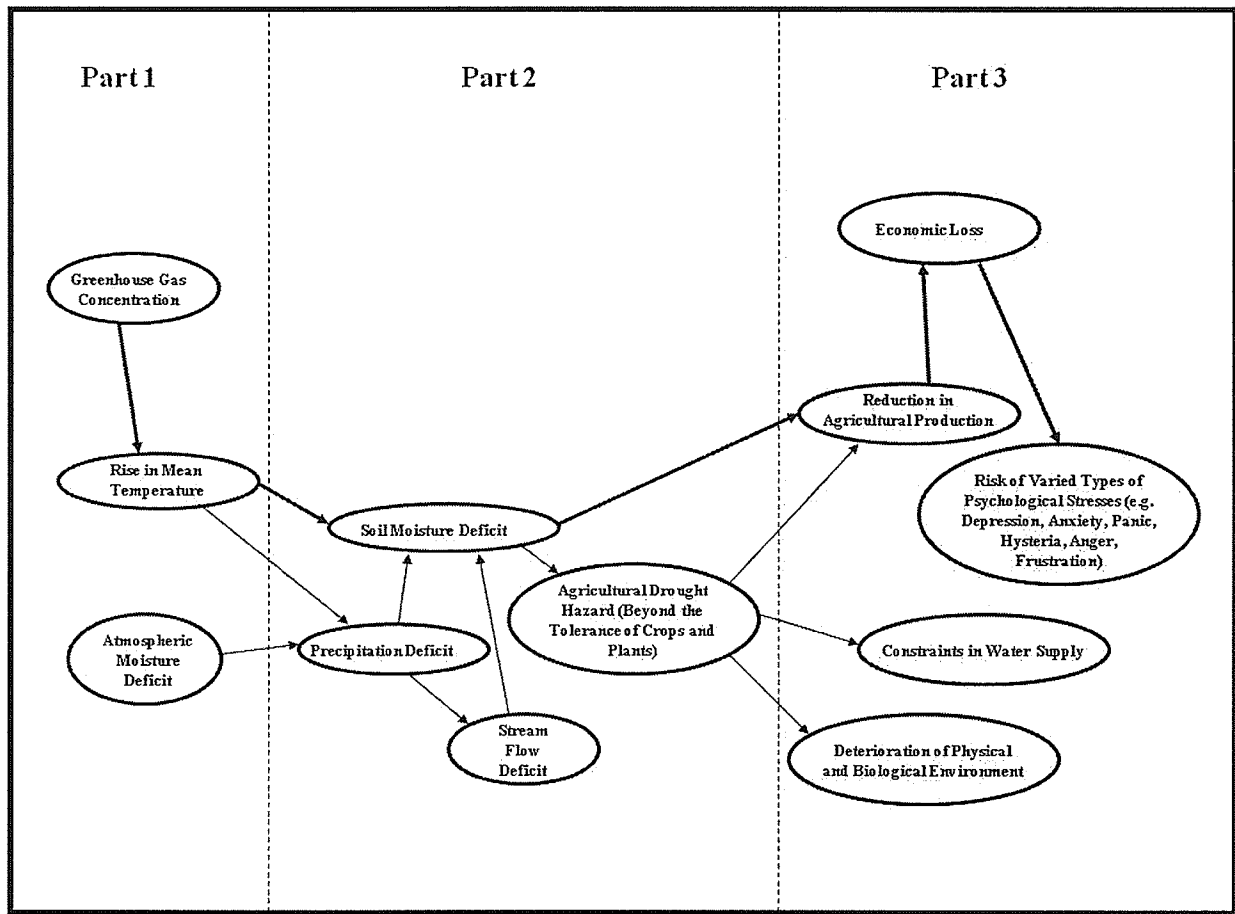 Part 1
Part 2
Part 3
Greenhouse Gas
Concentration
Rise in Mean
Temperature
Atmospheric
Moisture
Deficit
Soil Moisture Deficit
Precipitation Deficit
Stream
Flow
Deficit
Agricultural Drought
Hazard (Beyond the
Tolerance of Crops and
Plants)
Economic Loss
Reduction in
Agricultural Production
Risk of Varied Types of
Psychological Stresses (e.g.
Depression, Anxiety, Panic,
Hysteria, Anger,
Frustration)
Constraints in Water Supply
Deterioration of Physical
and Biological Environment